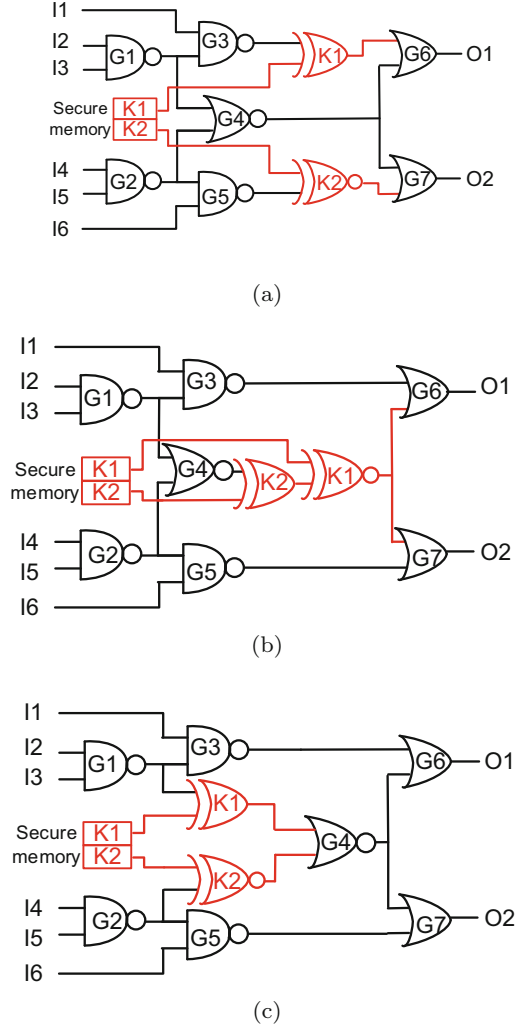 I1
I2
I3
G1
G3
K1
G6
O1
Secure
memory
K1
K2
G4
I4
I5
G2
G5
K2
G7
O2
I6
(a)
I1
I2
I3
G1
G3
G6
O1
Secure
memory
K1
K2
G4
K2
K1
I4
I5
G2
G5
G7
O2
I6
(b)
I1
I2
I3
G1
G3
G6
O1
K1
Secure
memory
K1
K2
G4
K2
I4
I5
G2
G5
G7
O2
I6
(c)